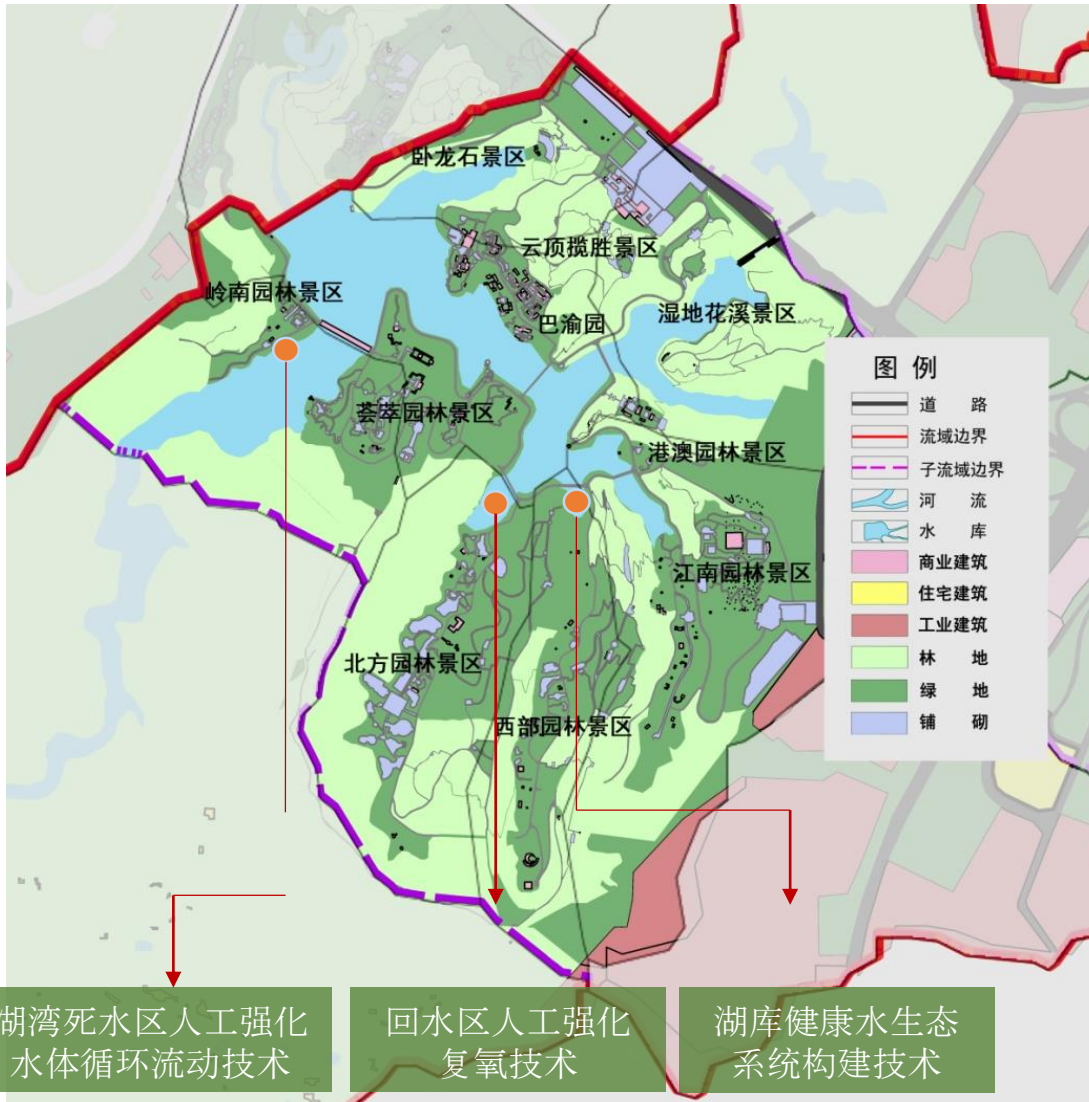 卧龙石景区
云顶揽胜景区
岭南园林景区
湿地花溪景区
巴渝园
荟萃园林景区
港澳园林景区
江南园林景区
北方园林景区
西部园林景区
图 例
道 路
流域边界
子流域边界
河 流
水 库
商业建筑
住宅建筑
工业建筑
林 地
绿 地
铺 砌
湖湾死水区人工强化
水体循环流动技术
回水区人工强化
复氧技术
湖库健康水生态
系统构建技术